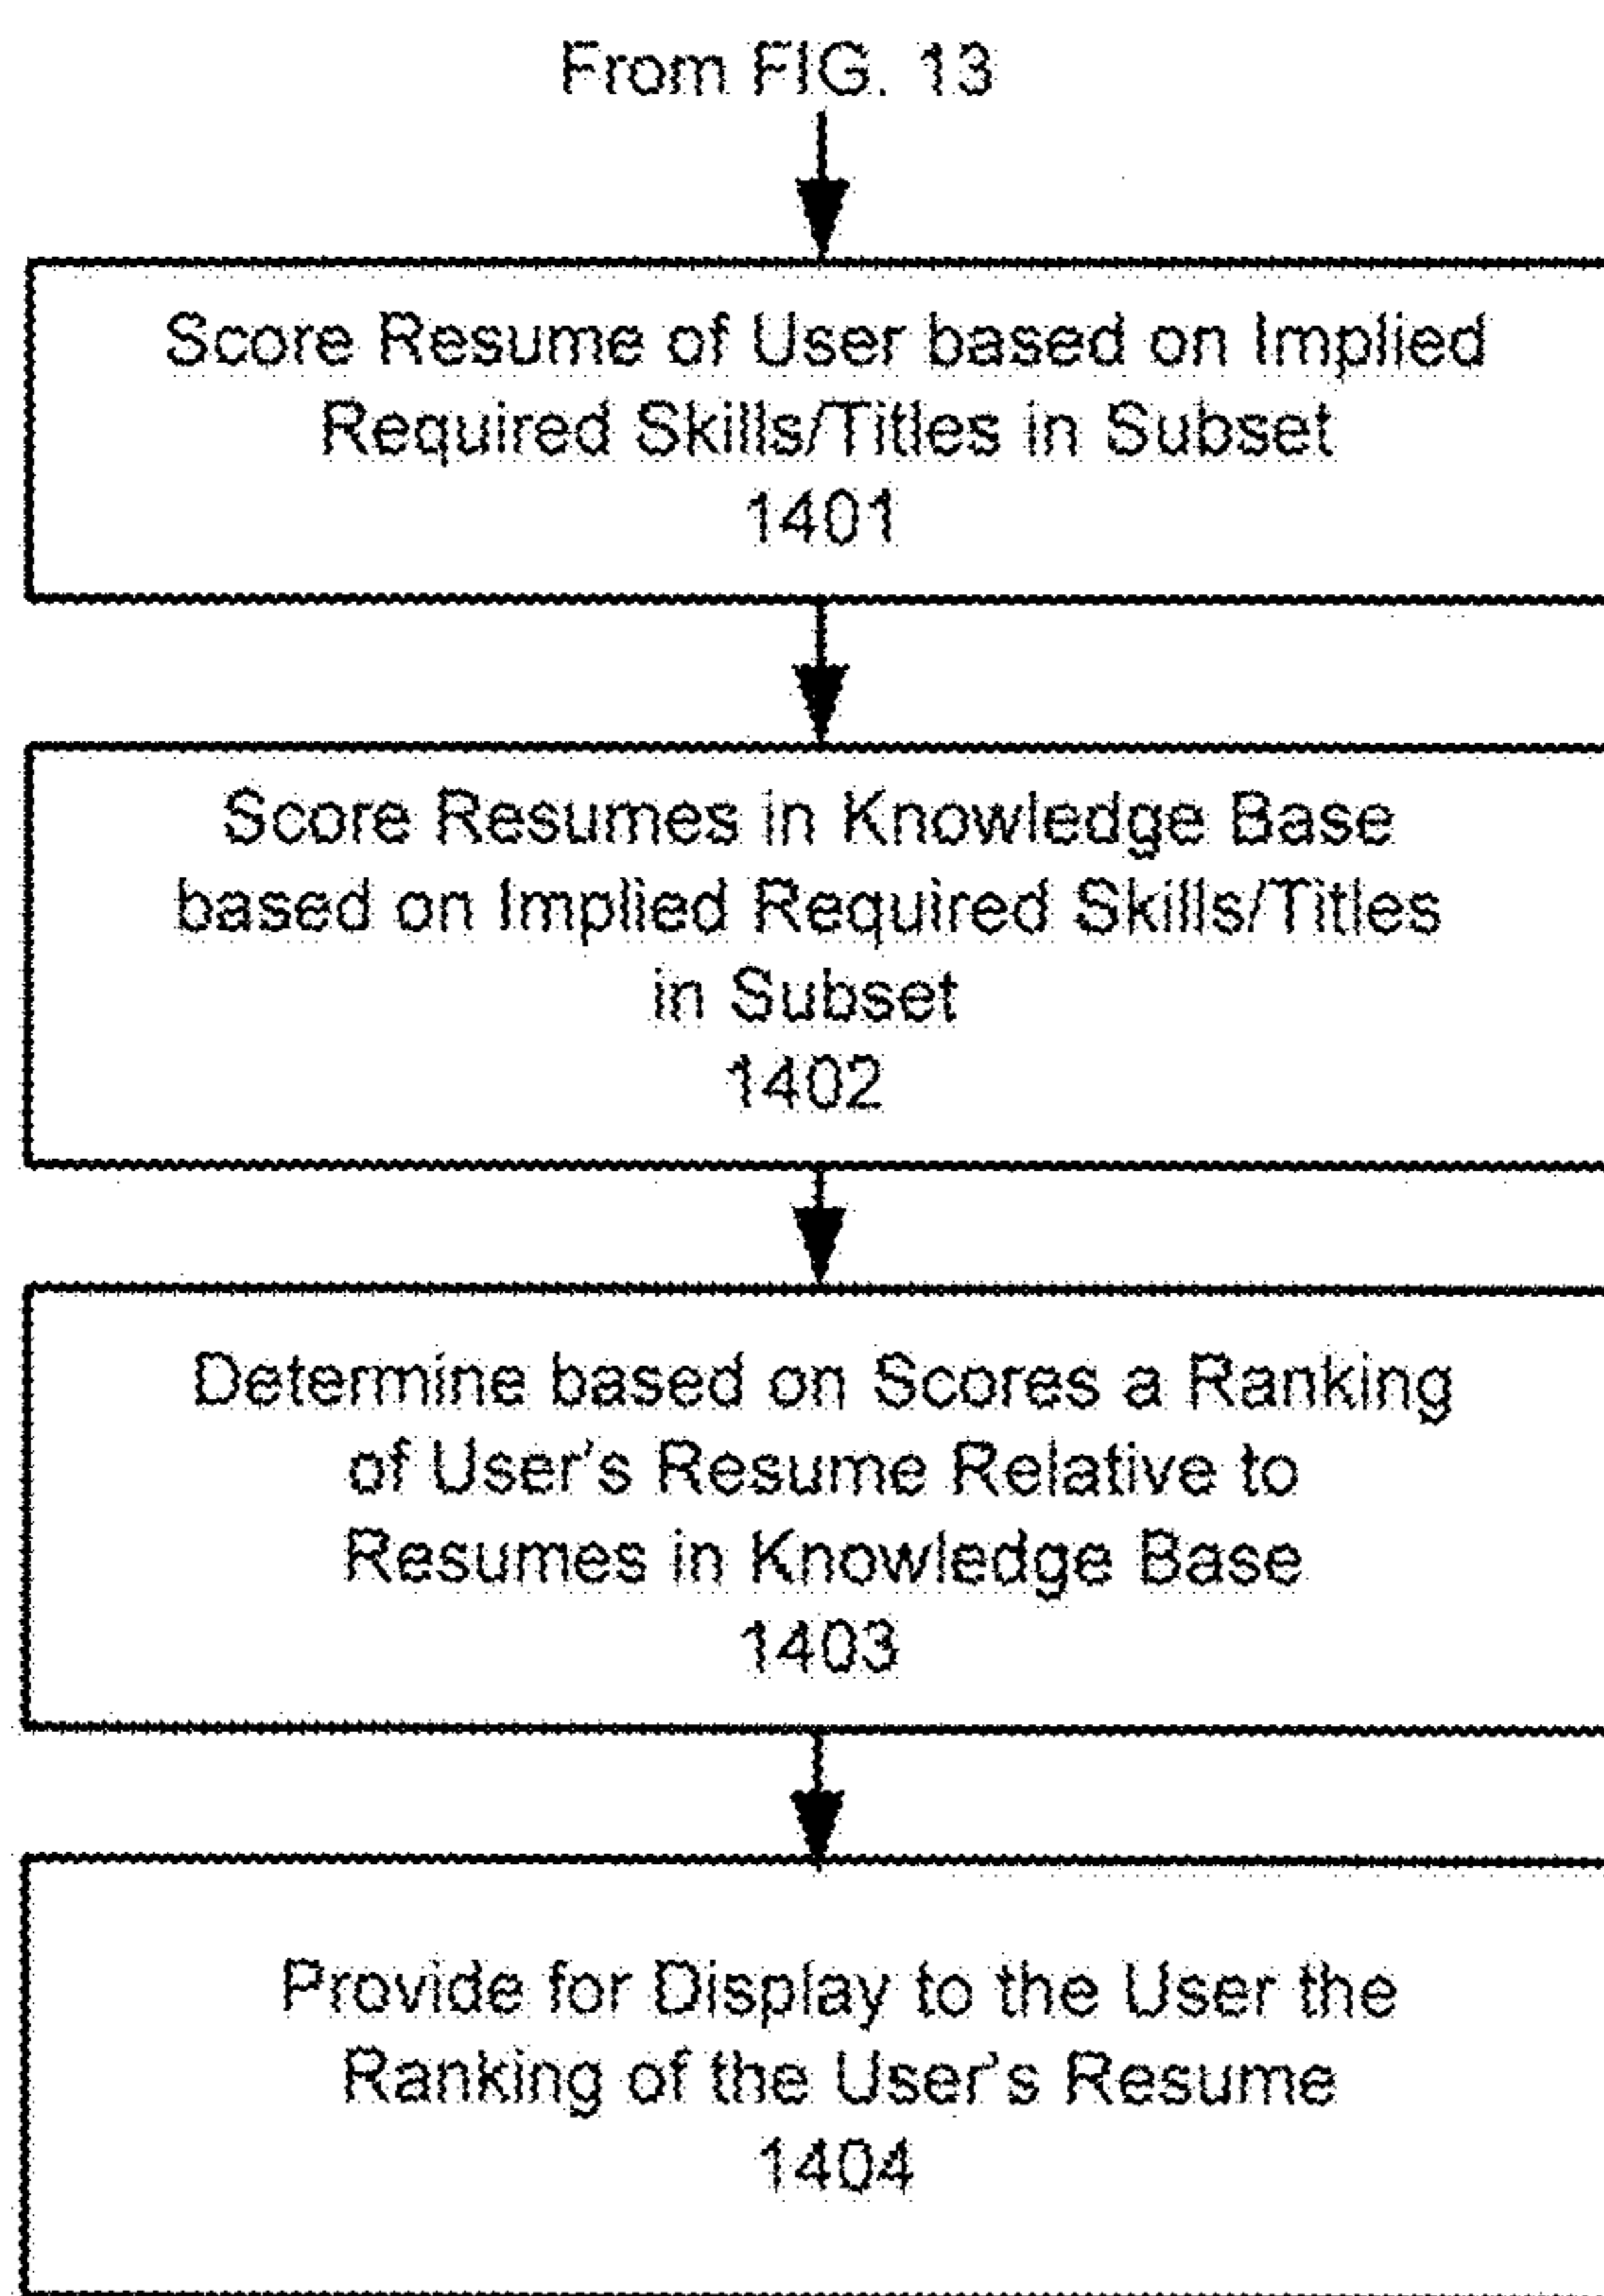 From FIG. 13
Score Resume of User based on Implied
Required Skills/Titles in Subset
1401
Score Resumes in Knowledge Base
based on Implied Required Skills/Titles
in Subset
1402
Determine based on Scores a Ranking
of User's Resume Relative to
Resumes in Knowledge Base
1403
Provide for Display to the User the
Ranking of the User's Resume
1404